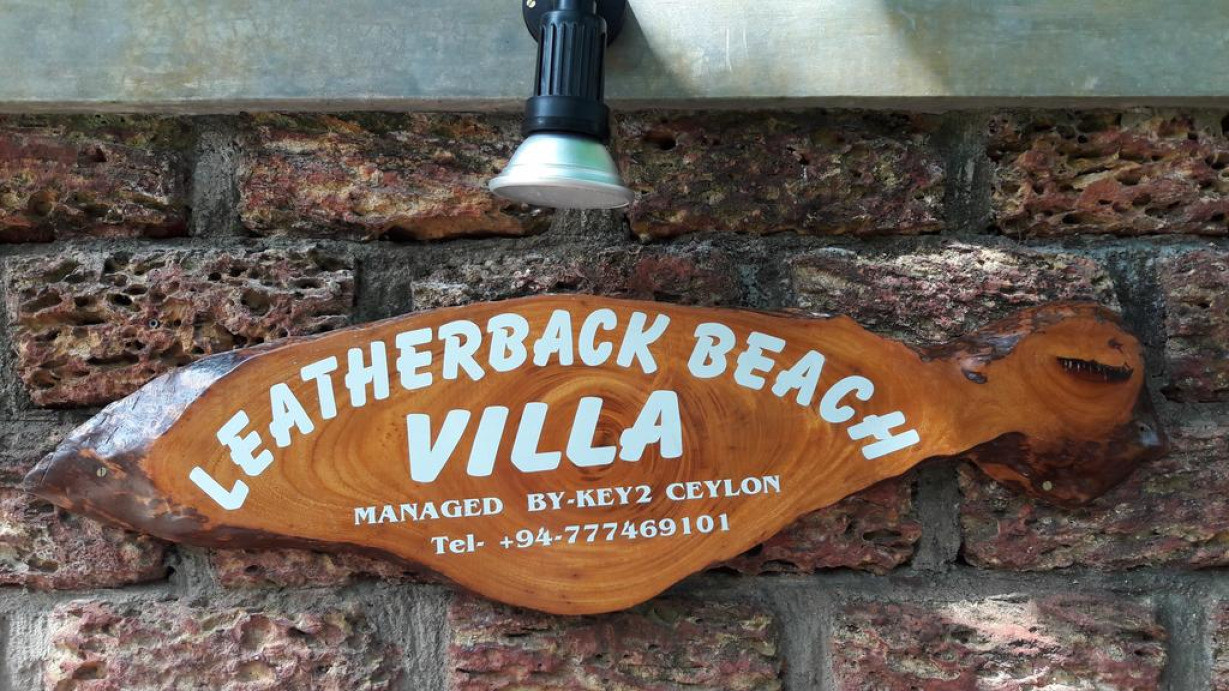 LEATHERBACK BEACH
VILLA
MANAGED BY-KEY2 CEYLON
Tel- +94-777469101